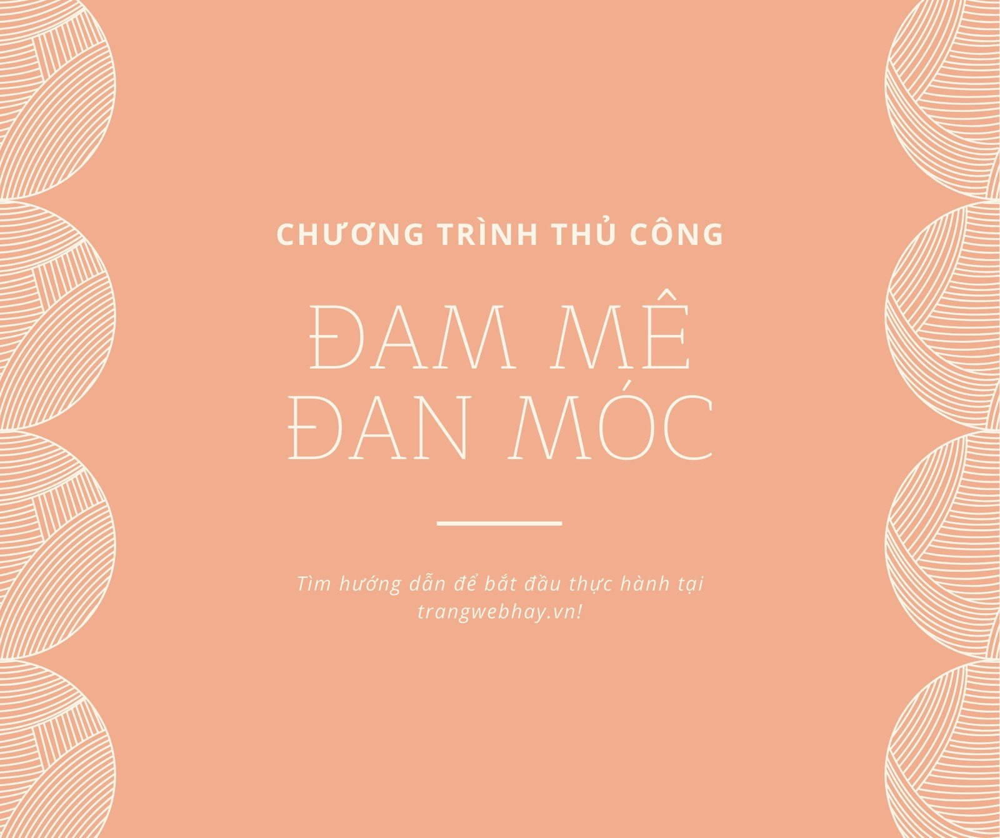 CHƯƠNG TRÌNH THỦ CÔNG
ĐAM MÊ
ĐAN MÓC
Tìm hướng dẫn để bắt đầu thực hành tại
trangwebhay.vn!